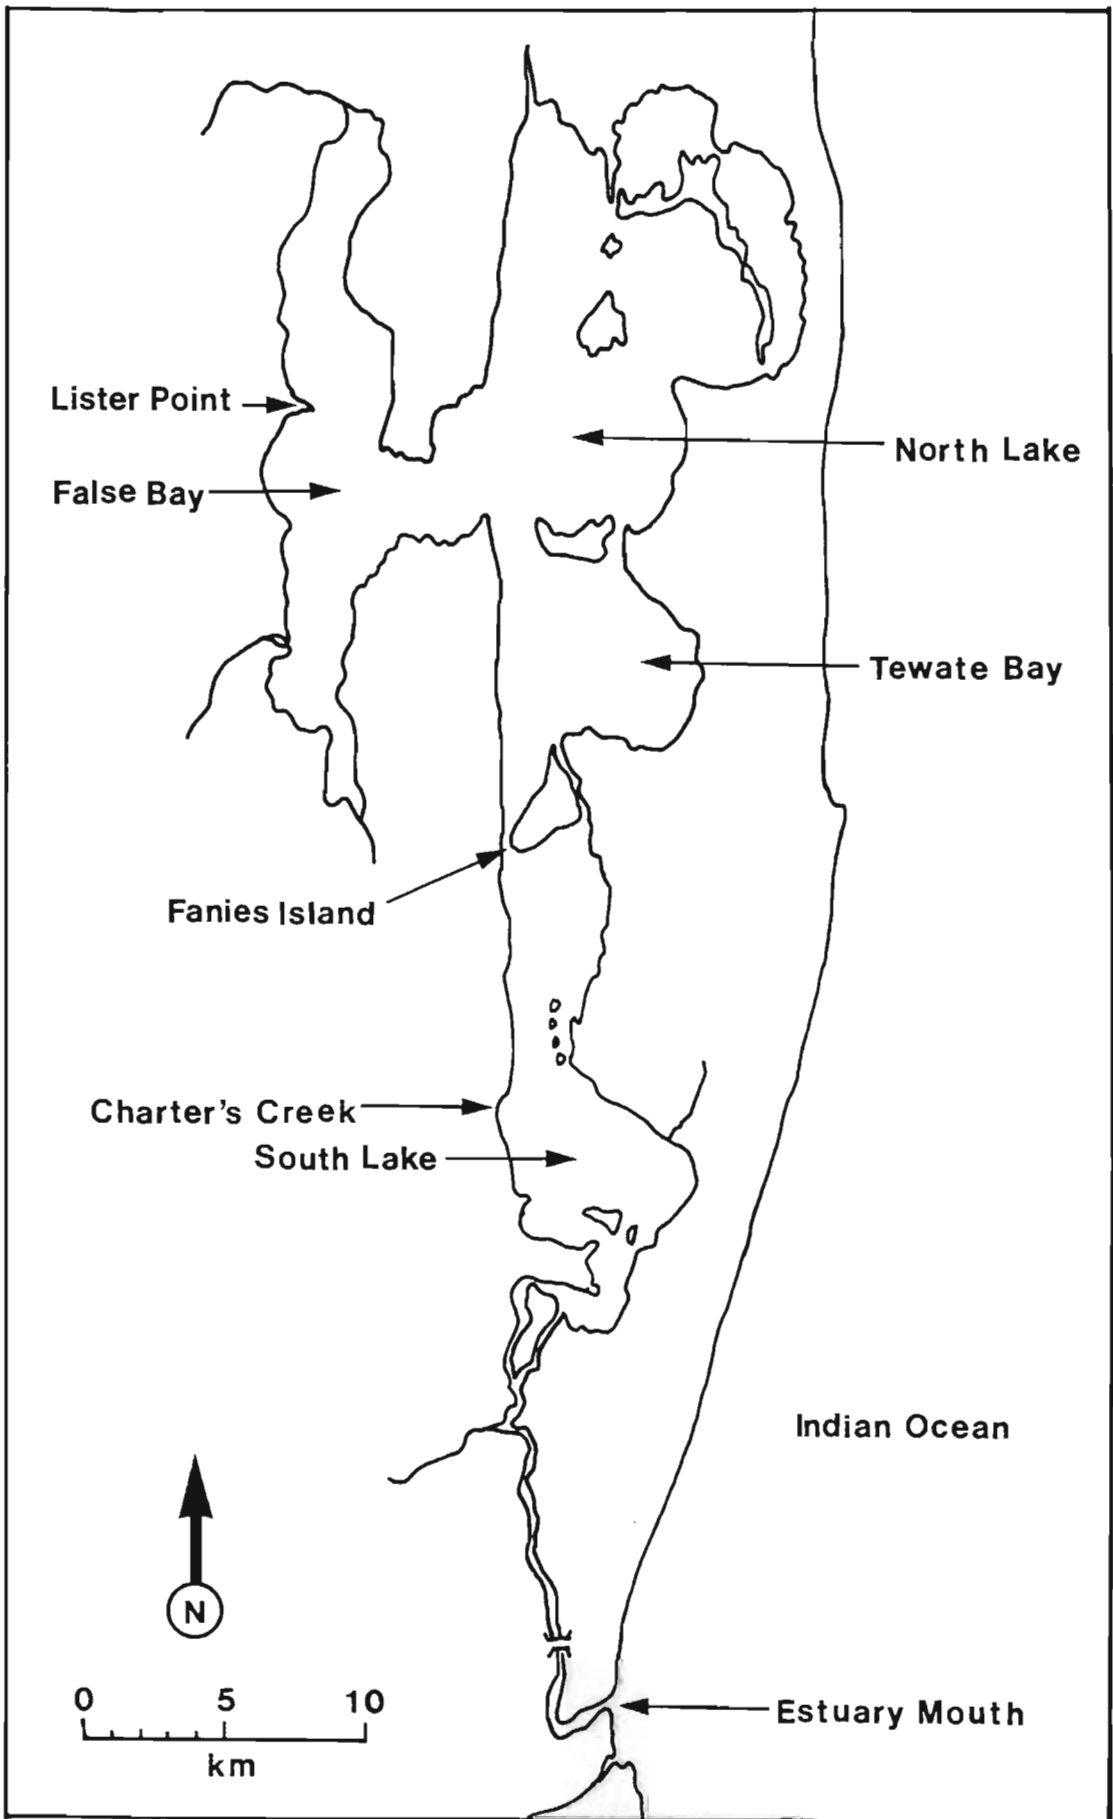 Lister Point
North Lake
False Bay
Tewate Bay
Fanies Island
Charter's Creek
South Lake
Indian Ocean
N
0 5 10
km
Estuary Mouth